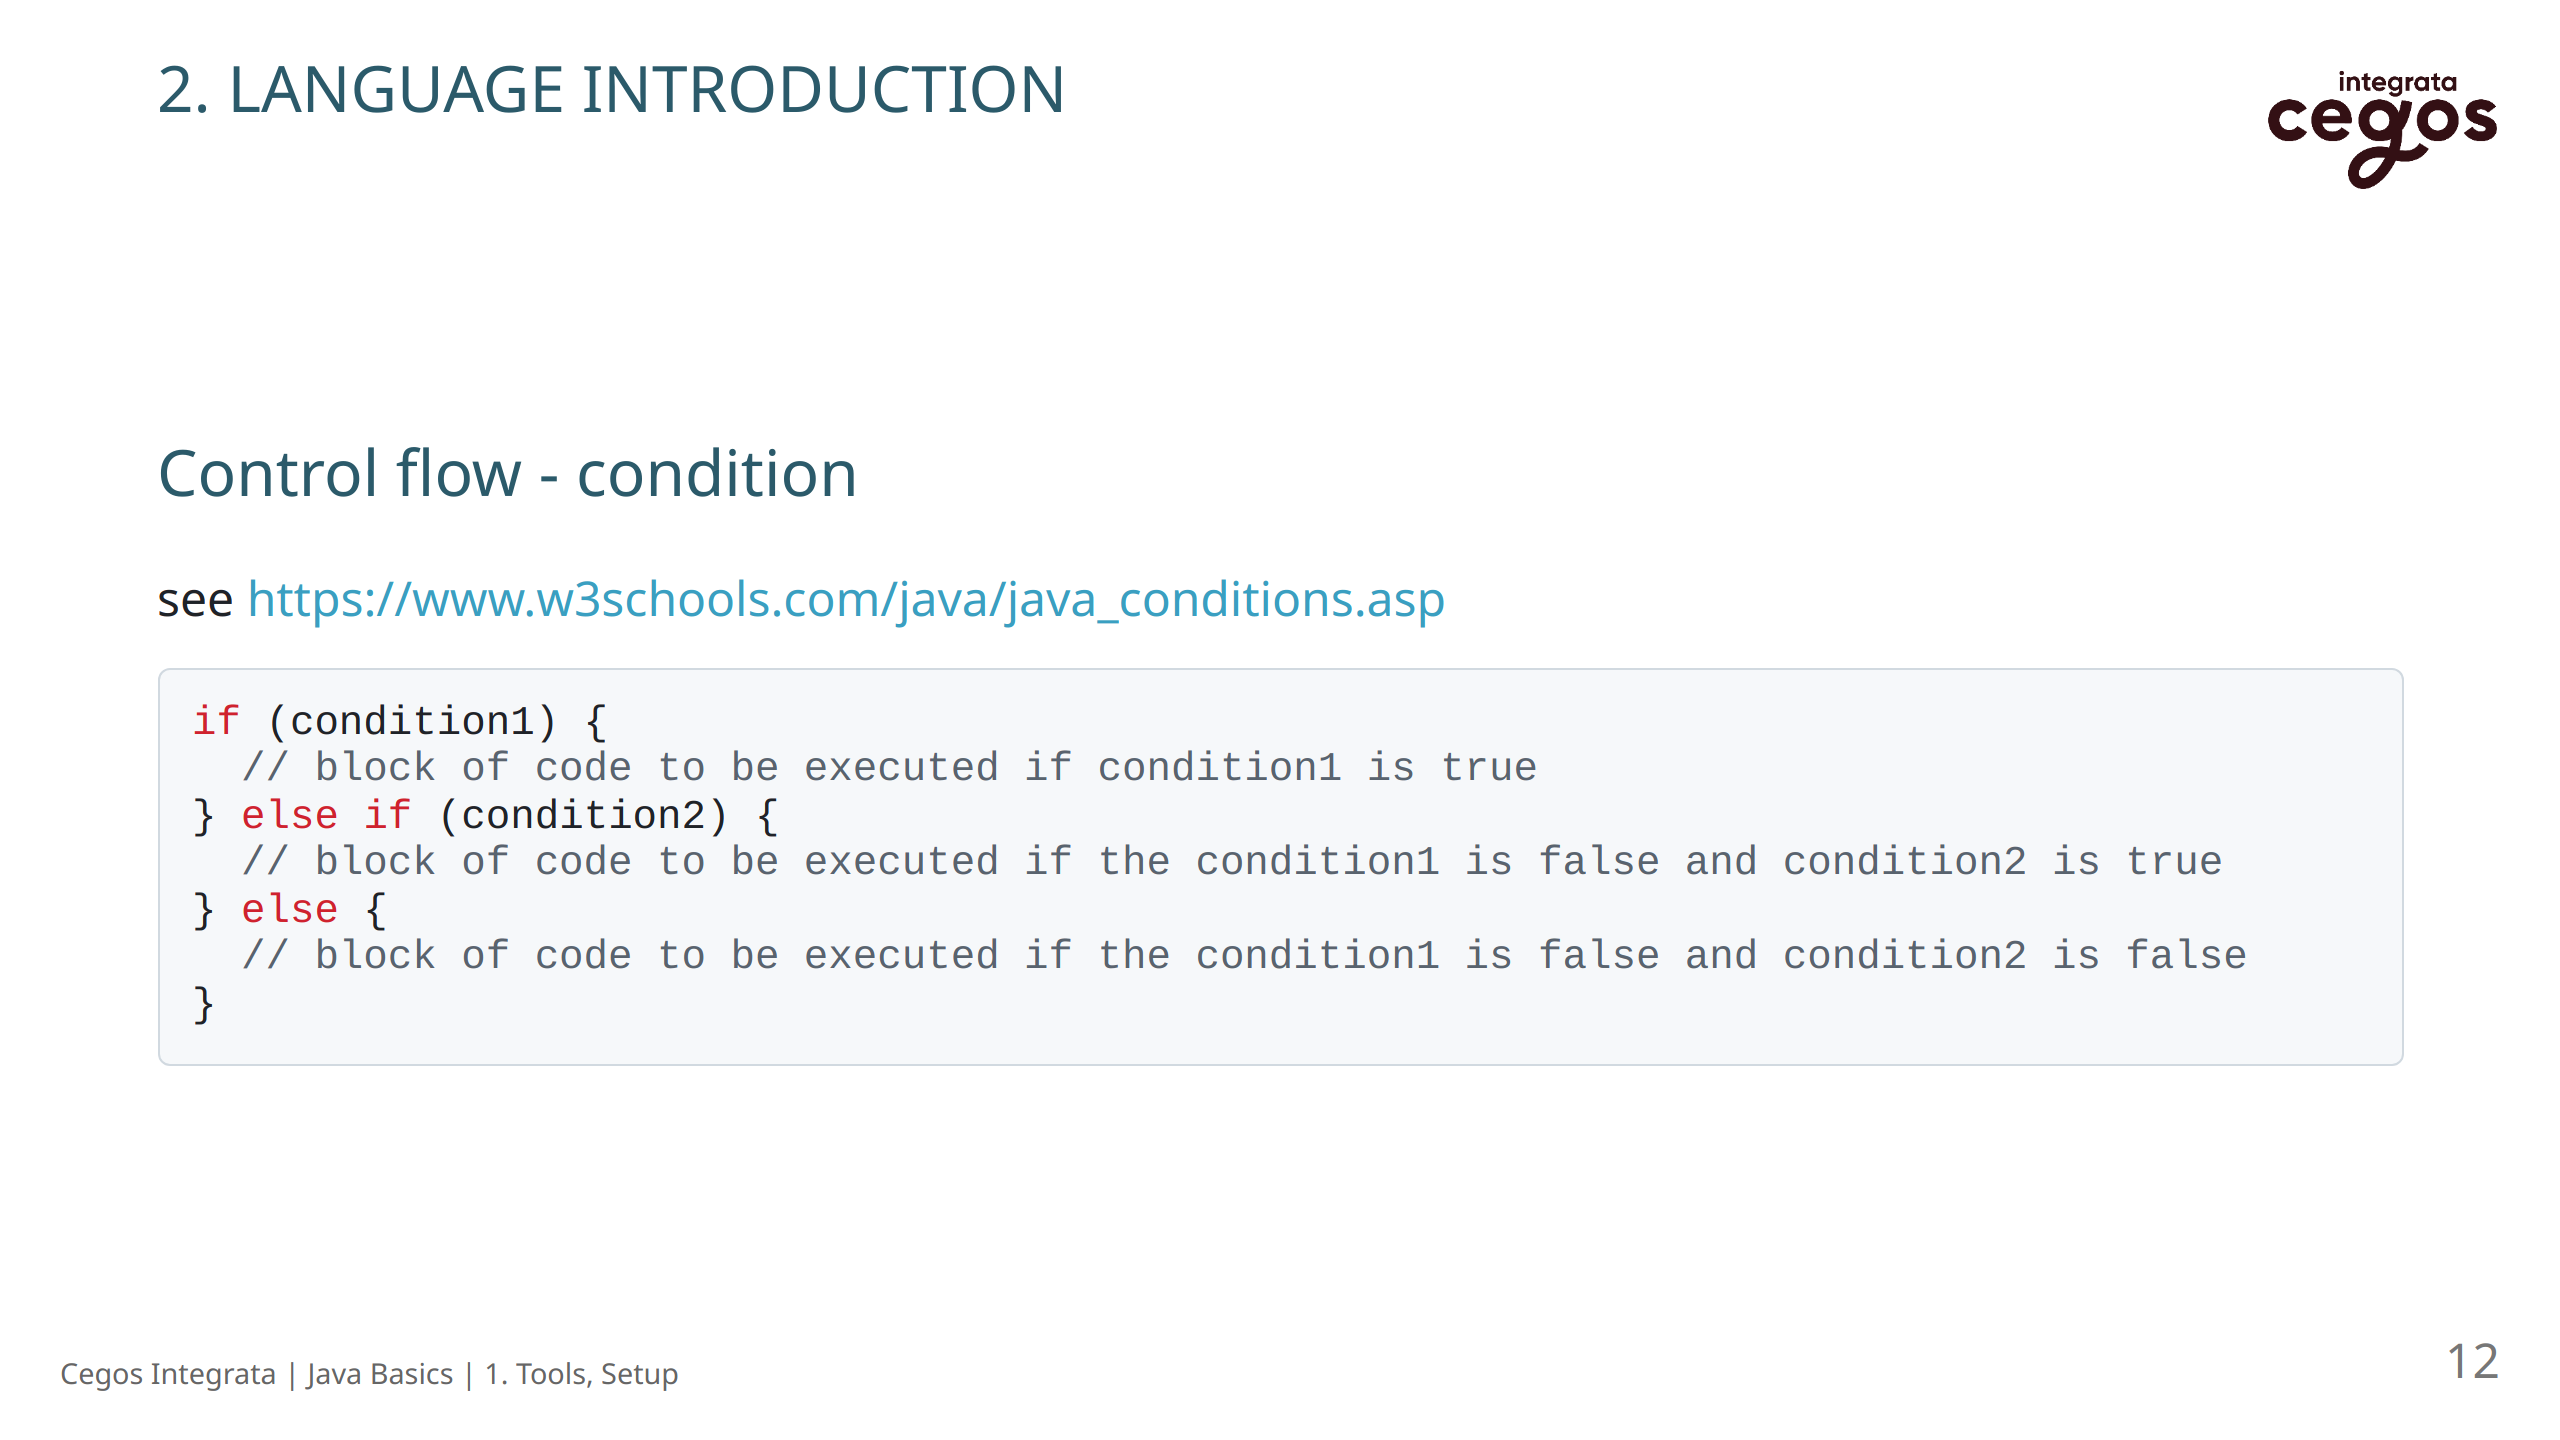 2. LANGUAGE INTRODUCTION
integrata
cegos
Control flow - condition
see https://www.w3schools.com/java/java_conditions.asp
if (condition1) {
  // block of code to be executed if condition1 is true
} else if (condition2) {
  // block of code to be executed if the condition1 is false and condition2 is true
} else {
  // block of code to be executed if the condition1 is false and condition2 is false
}
Cegos Integrata | Java Basics | 1. Tools, Setup
12